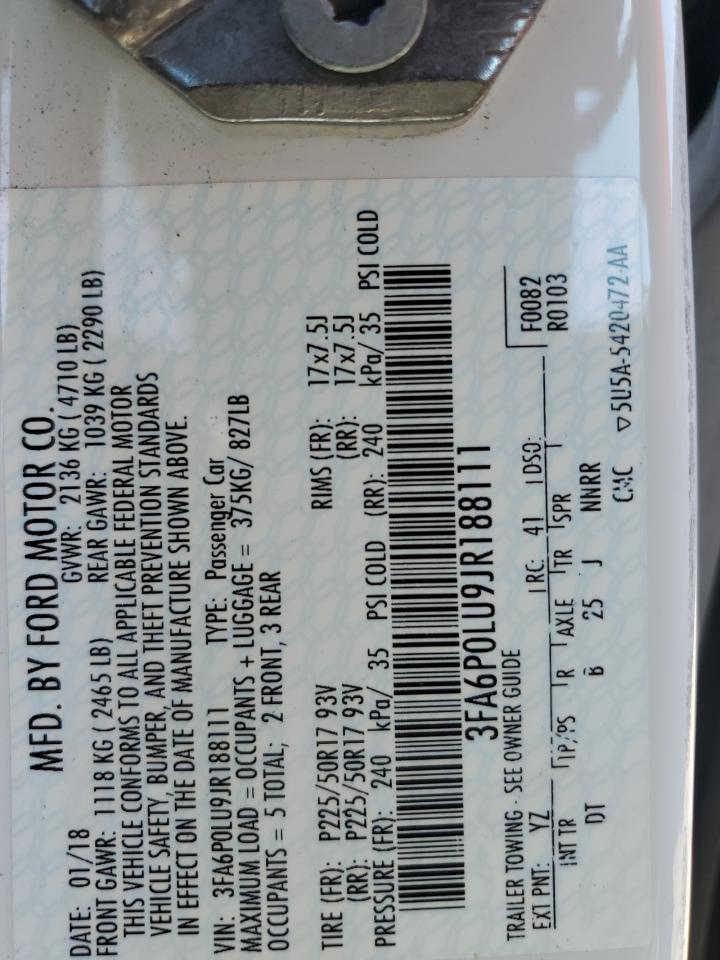 MFD. BY FORD MOTOR CO.
DATE: 01/18 GVWR: 2136 KG ( 4710 LB)
FRONT GAWR: 1118 KG ( 2465 LB) REAR GAWR: 1039 KG ( 2290 LB)
THIS VEHICLE CONFORMS TO ALL APPLICABLE FEDERAL MOTOR
VEHICLE SAFETY, BUMPER, AND THEFT PREVENTION STANDARDS
IN EFFECT ON THE DATE OF MANUFACTURE SHOWN ABOVE.
VIN: 3FA6P0LU9JR188111 TYPE: Passenger Car
MAXIMUM LOAD = OCCUPANTS + LUGGAGE = 375KG/ 827LB
OCCUPANTS = 5 TOTAL; 2 FRONT, 3 REAR
TIRE (FR): P225/50R17 93V RIMS (FR): 17x7.5J
(RR): P225/50R17 93V (RR): 17x7.5J
PRESSURE (FR): 240 kPa/ 35 PSI COLD (RR): 240 kPa/ 35 PSI COLD
3FA6P0LU9JR188111
TRAILER TOWING - SEE OWNER GUIDE
F0082
EXT PNT: YZ RC: 41 DSO: R0103
INT TR TP/PS R AXLE TR SPR
DT B 25 J NNRR
CMC ▽5U5A-5420472-AA